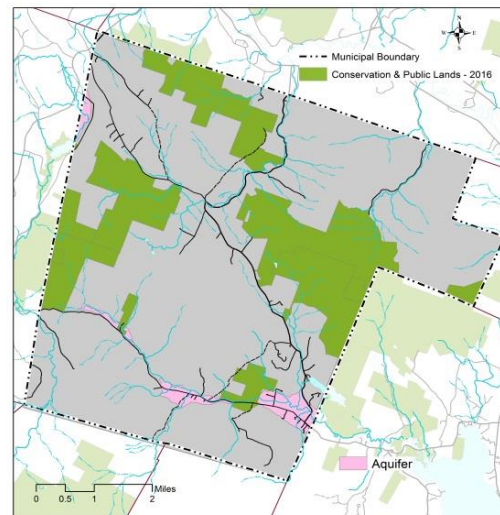 N
W E
S
Municipal Boundary
Conservation & Public Lands - 2016
Aquifer
Miles
0 0.5 1 2